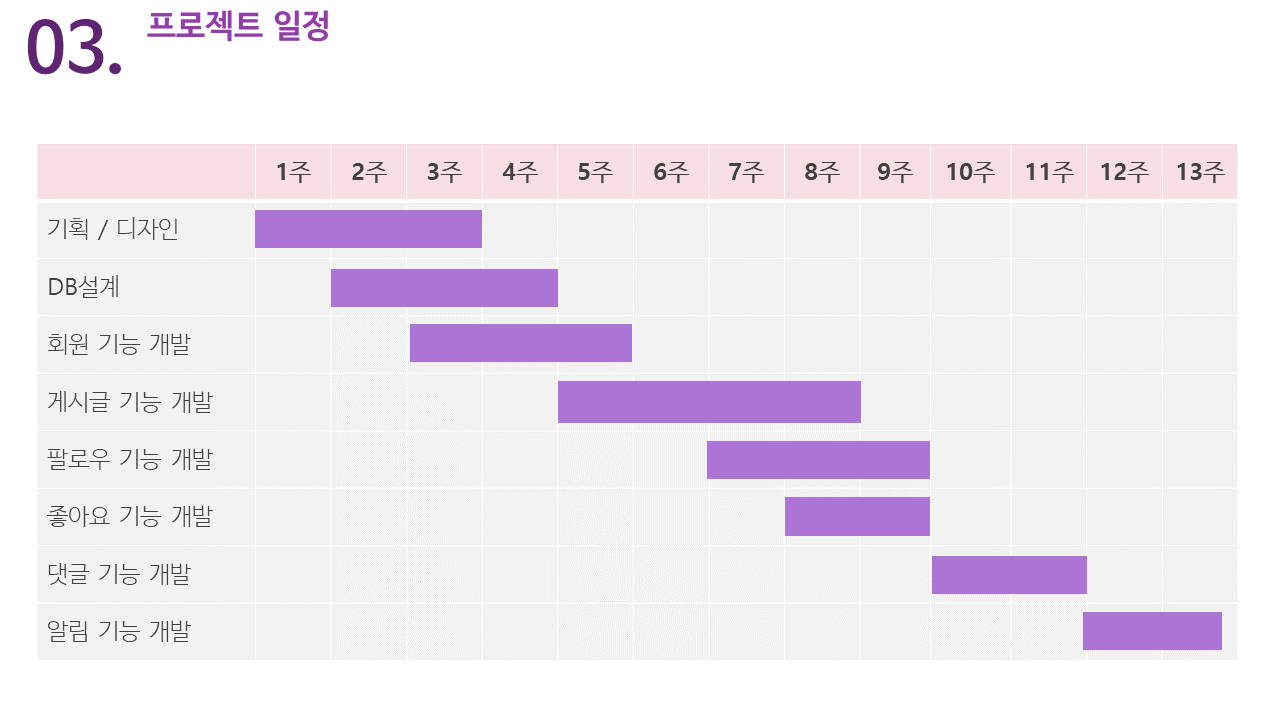 03. 프로젝트 일정
1주 2주 3주 4주 5주 6주 7주 8주 9주 10주 11주 12주 13주
기획 / 디자인
DB설계
회원 기능 개발
게시글 기능 개발
팔로우 기능 개발
좋아요 기능 개발
댓글 기능 개발
알림 기능 개발